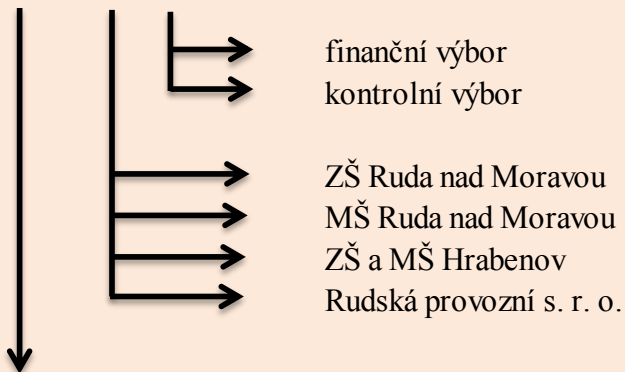 finanční výbor
kontrolní výbor
ZŠ Ruda nad Moravou
MŠ Ruda nad Moravou
ZŠ a MŠ Hrabenov
Rudská provozní s. r. o.